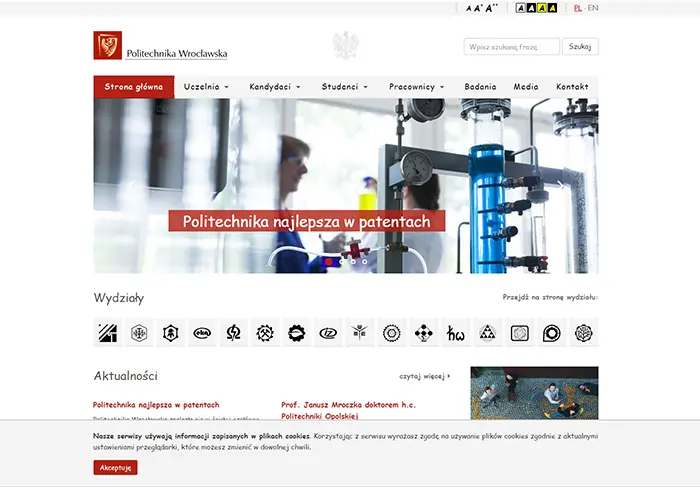 A A+ A++ A A A A PL - EN
Politechnika Wrocławska
Wpisz szukaną frazę Szukaj
Strona główna Uczelnia Kandydaci Studenci Pracownicy Badania Media Kontakt
Politechnika najlepsza w patentach
Wydziały Przejdź na stronę wydziału:
eka iz ħω
Aktualności czytaj więcej
Politechnika najlepsza w patentach
Prof. Janusz Mroczka doktorem h.c.
Politechniki Opolskiej
Nasze serwisy używają informacji zapisanych w plikach cookies. Korzystając z serwisu wyrażasz zgodę na używanie plików cookies zgodnie z aktualnymi
ustawieniami przeglądarki, które możesz zmienić w dowolnej chwili.
Akceptuję